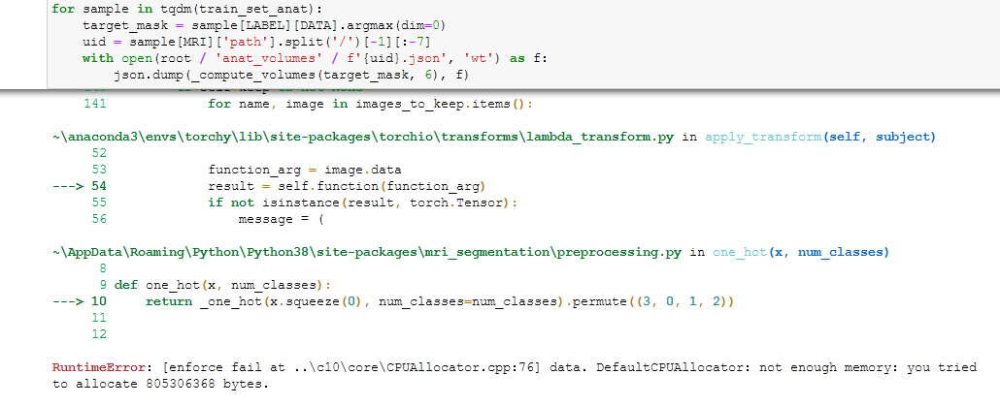 for sample in tqdm(train_set_anat):
    target_mask = sample[LABEL][DATA].argmax(dim=0)
    uid = sample[MRI]['path'].split('/')[-1][:-7]
    with open(root / 'anat_volumes' / f'{uid}.json', 'wt') as f:
        json.dump(_compute_volumes(target_mask, 6), f)
141             for name, image in images_to_keep.items():
~\anaconda3\envs\torchy\lib\site-packages\torchio\transforms\lambda_transform.py in apply_transform(self, subject)
     52
     53             function_arg = image.data
---> 54             result = self.function(function_arg)
     55             if not isinstance(result, torch.Tensor):
     56                 message = (
~\AppData\Roaming\Python\Python38\site-packages\mri_segmentation\preprocessing.py in one_hot(x, num_classes)
      8
      9 def one_hot(x, num_classes):
---> 10     return _one_hot(x.squeeze(0), num_classes=num_classes).permute((3, 0, 1, 2))
     11
     12
RuntimeError: [enforce fail at ..\c10\core\CPUAllocator.cpp:76] data. DefaultCPUAllocator: not enough memory: you tried
to allocate 805306368 bytes.